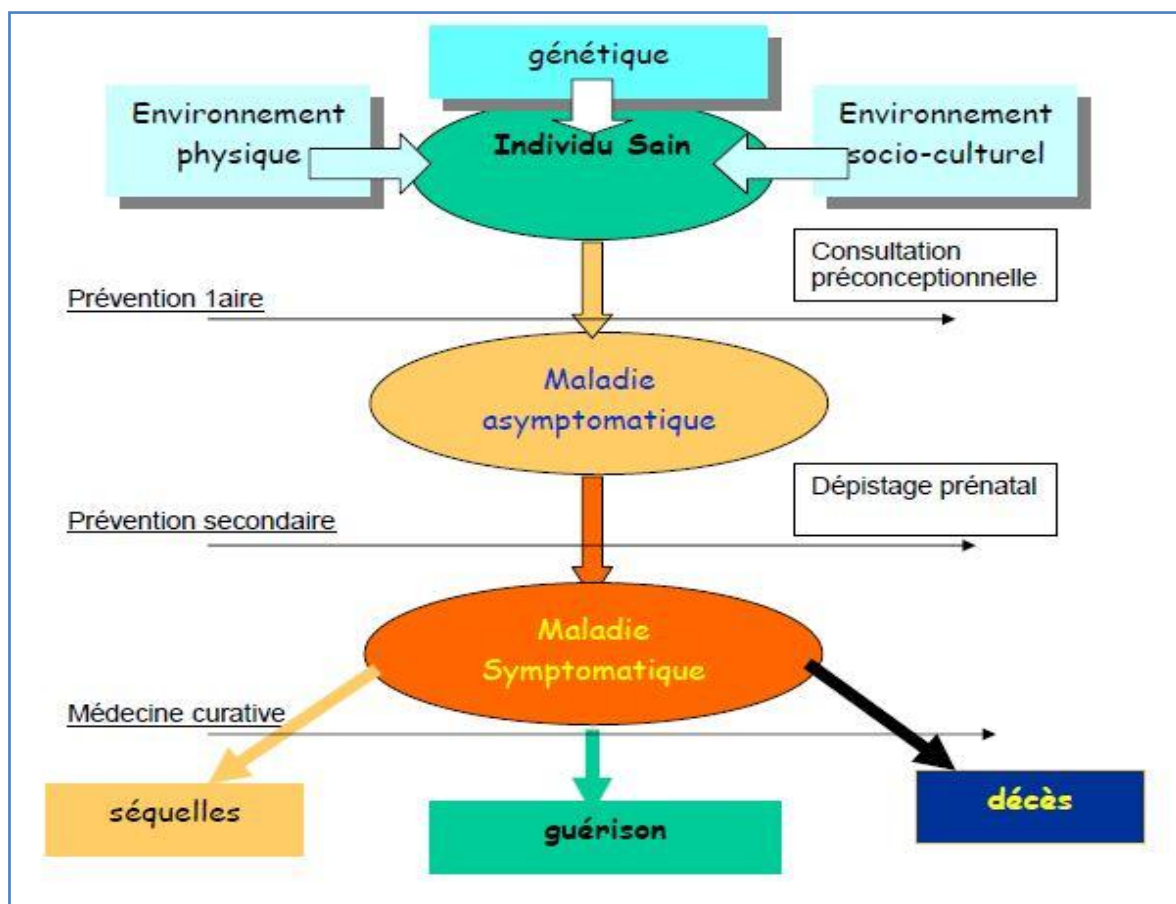 génétique
Environnement
physique
Individu Sain
Environnement
socio-culturel
Consultation
préconceptionnelle
Prévention 1aire
Maladie
asymptomatique
Dépistage prénatal
Prévention secondaire
Maladie
Symptomatique
Médecine curative
séquelles
guérison
décès